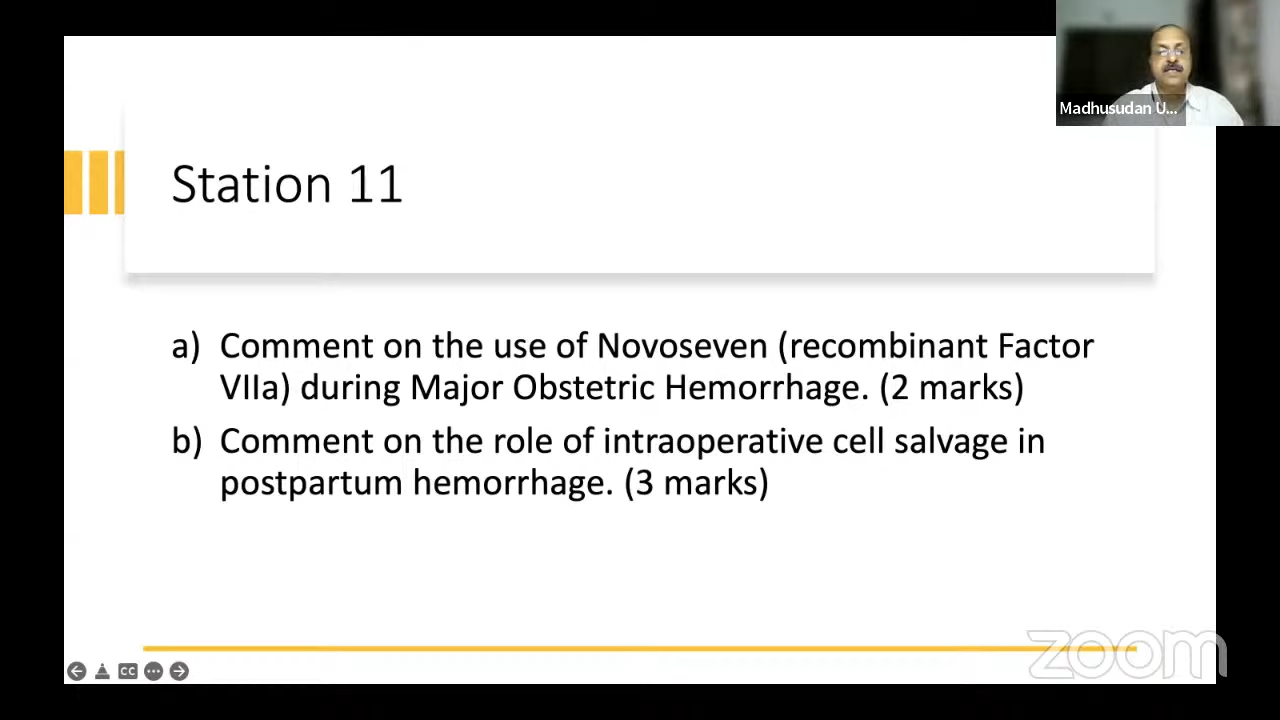 Madhusudan U...
Station 11
a) Comment on the use of Novoseven (recombinant Factor
VIIa) during Major Obstetric Hemorrhage. (2 marks)
b) Comment on the role of intraoperative cell salvage in
postpartum hemorrhage. (3 marks)
zoom
CC